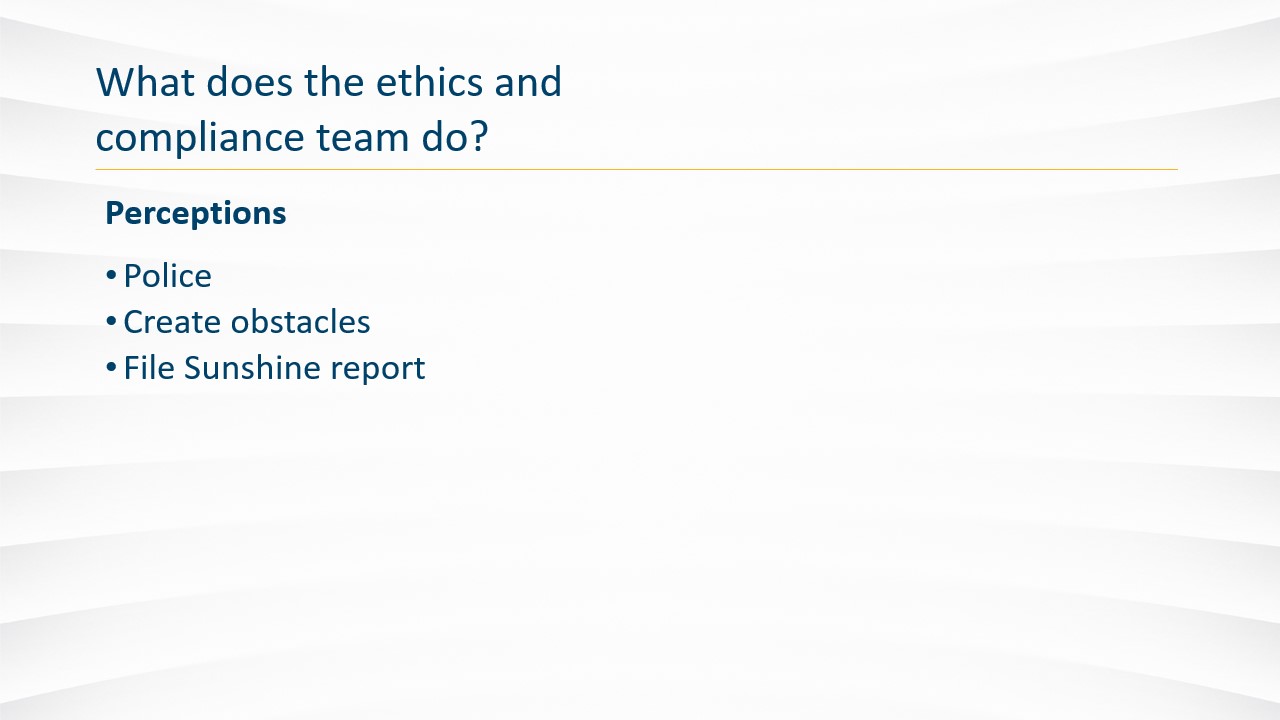 What does the ethics and
compliance team do?
Perceptions
• Police
• Create obstacles
• File Sunshine report